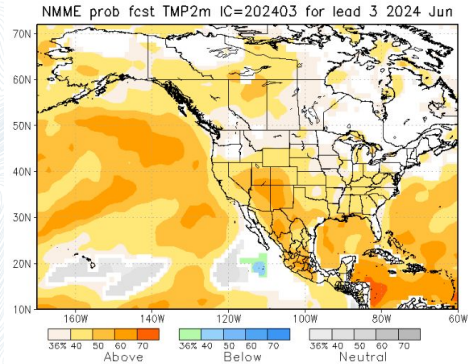 NMME prob fcst TMP2m IC=202403 for lead 3 2024 Jun
70N
60N
50N
40N
30N
20N
10N
160W 140W 120W 100W 80W 60W
36% 40 50 60 70 36% 40 50 60 70 36% 40 50 60 70
Above Below Neutral